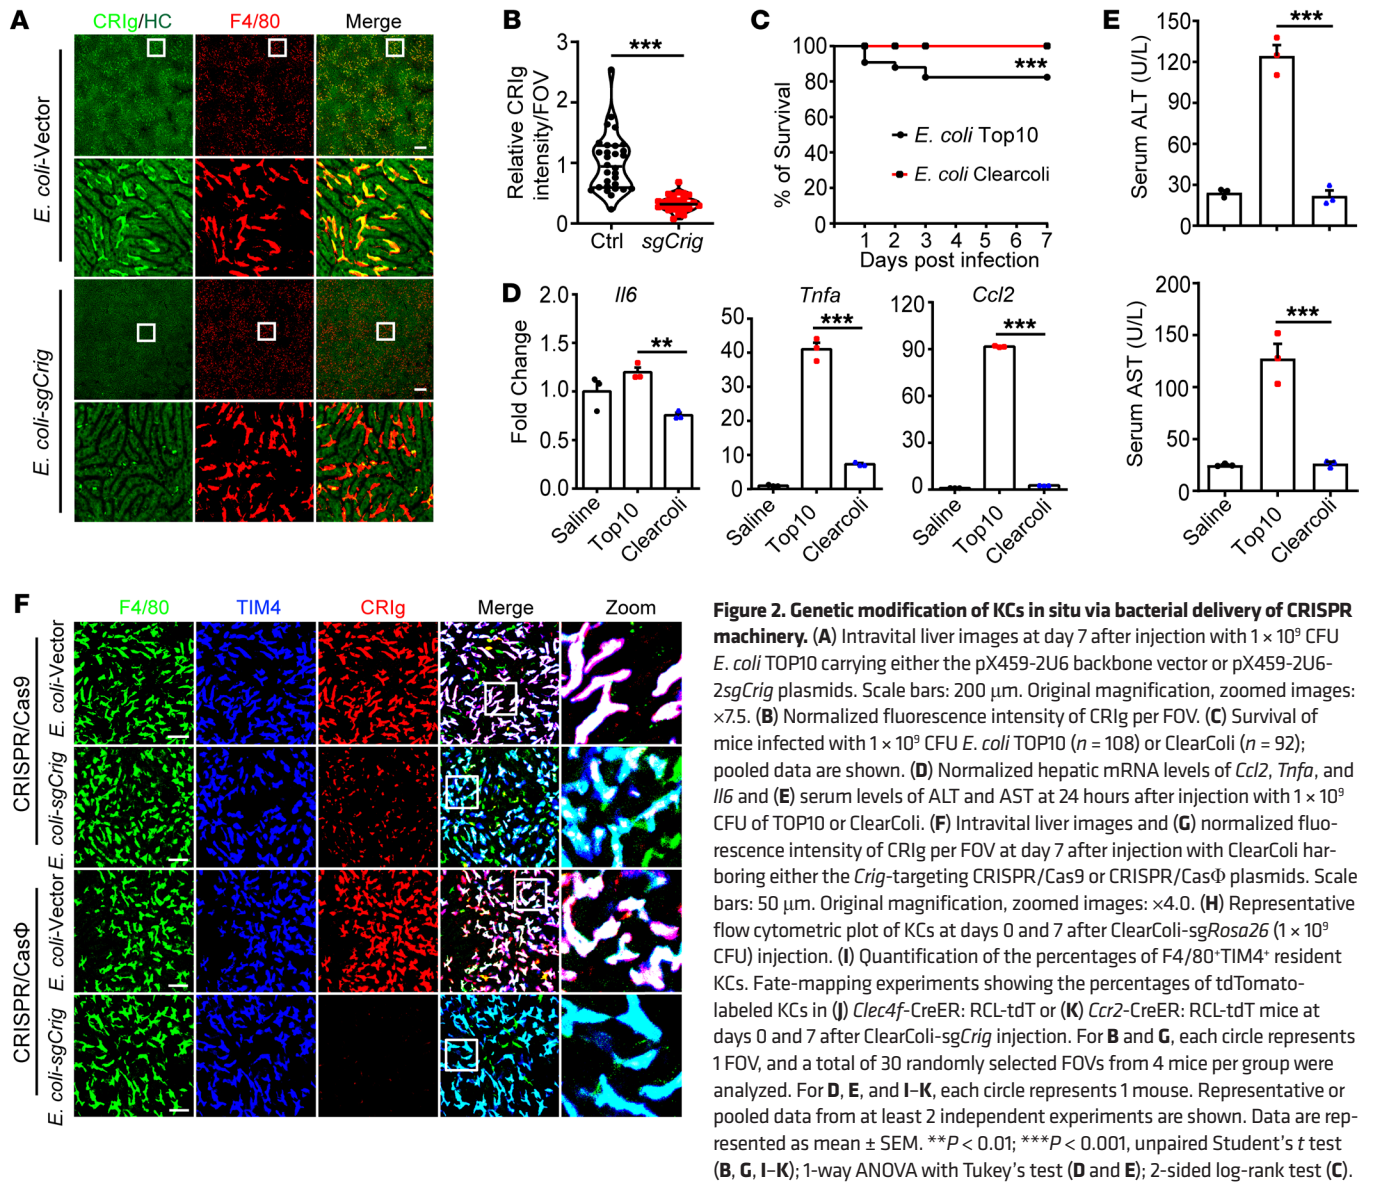 A
CRIg/HC
F4/80
Merge
E. coli-Vector
E. coli-sgCrig
B
Relative CRIg
intensity/FOV
3
2
1
0
***
Ctrl
sgCrig
C
% of Survival
100
80
60
40
20
0
***
E. coli Top10
E. coli Clearcoli
1 2 3 4 5 6 7
Days post infection
D
Fold Change
Il6
2.0
1.5
1.0
0.5
0.0
**
Saline
Top10
Clearcoli
Tnfa
50
40
30
20
10
0
***
Saline
Top10
Clearcoli
Ccl2
120
90
60
30
0
***
Saline
Top10
Clearcoli
E
Serum ALT (U/L)
150
120
90
60
30
0
***
Serum AST (U/L)
200
150
100
50
0
***
Saline
Top10
Clearcoli
F
F4/80
TIM4
CRIg
Merge
Zoom
CRISPR/Cas9
E. coli-Vector
E. coli-sgCrig
CRISPR/CasΦ
E. coli-Vector
E. coli-sgCrig
Figure 2. Genetic modification of KCs in situ via bacterial delivery of CRISPR
machinery. (A) Intravital liver images at day 7 after injection with 1 × 10⁹ CFU
E. coli TOP10 carrying either the pX459-2U6 backbone vector or pX459-2U6-
2sgCrig plasmids. Scale bars: 200 μm. Original magnification, zoomed images:
×7.5. (B) Normalized fluorescence intensity of CRIg per FOV. (C) Survival of
mice infected with 1 × 10⁹ CFU E. coli TOP10 (n = 108) or ClearColi (n = 92);
pooled data are shown. (D) Normalized hepatic mRNA levels of Ccl2, Tnfa, and
Il6 and (E) serum levels of ALT and AST at 24 hours after injection with 1 × 10⁹
CFU of TOP10 or ClearColi. (F) Intravital liver images and (G) normalized fluo-
rescence intensity of CRIg per FOV at day 7 after injection with ClearColi har-
boring either the Crig-targeting CRISPR/Cas9 or CRISPR/CasΦ plasmids. Scale
bars: 50 μm. Original magnification, zoomed images: ×4.0. (H) Representative
flow cytometric plot of KCs at days 0 and 7 after ClearColi-sgRosa26 (1 × 10⁹
CFU) injection. (I) Quantification of the percentages of F4/80⁺TIM4⁺ resident
KCs. Fate-mapping experiments showing the percentages of tdTomato-
labeled KCs in (J) Clec4f-CreER: RCL-tdT or (K) Ccr2-CreER: RCL-tdT mice at
days 0 and 7 after ClearColi-sgCrig injection. For B and G, each circle represents
1 FOV, and a total of 30 randomly selected FOVs from 4 mice per group were
analyzed. For D, E, and I–K, each circle represents 1 mouse. Representative or
pooled data from at least 2 independent experiments are shown. Data are rep-
resented as mean ± SEM. **P < 0.01; ***P < 0.001, unpaired Student's t test
(B, G, I–K); 1-way ANOVA with Tukey's test (D and E); 2-sided log-rank test (C).